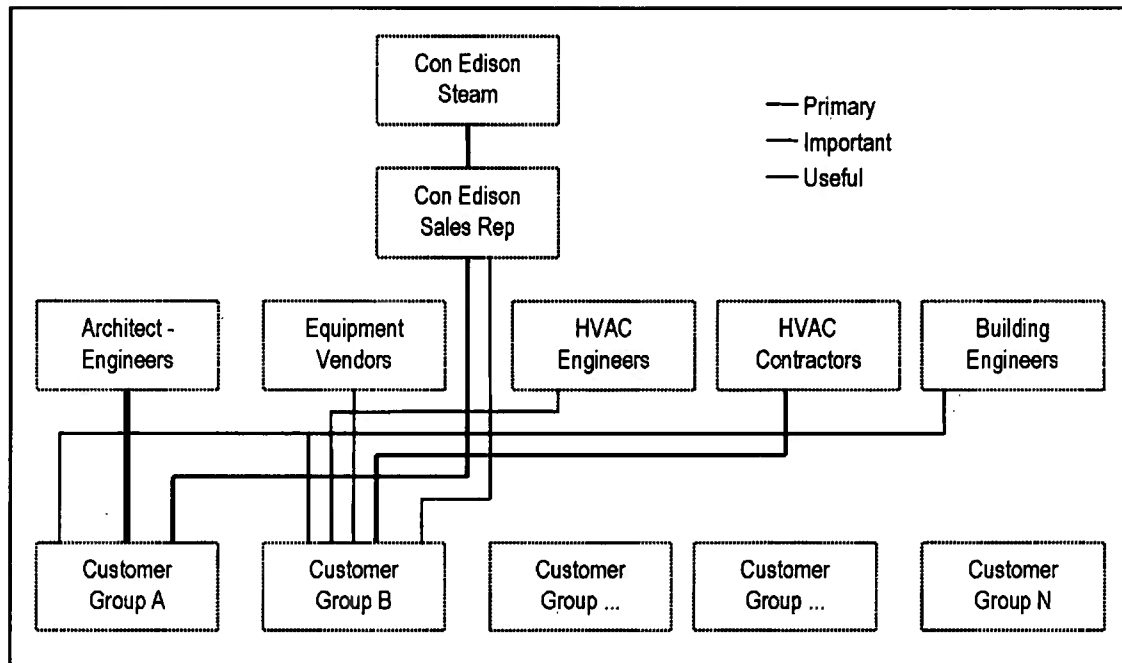 Con Edison
Steam
Primary
Important
Useful
Con Edison
Sales Rep
Architect -
Engineers
Equipment
Vendors
HVAC
Engineers
HVAC
Contractors
Building
Engineers
Customer
Group A
Customer
Group B
Customer
Group ...
Customer
Group ...
Customer
Group N